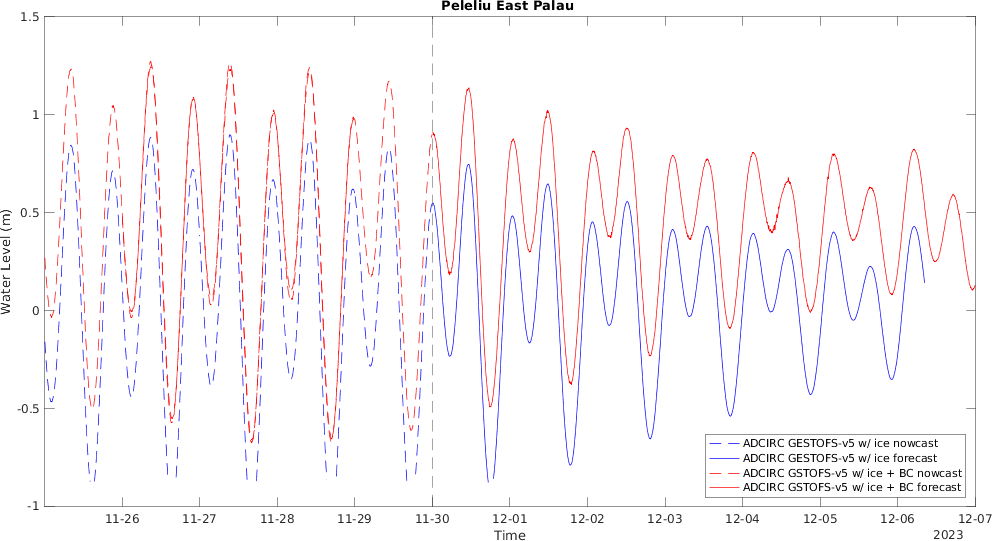 Peleliu East Palau
1.5
1
0.5
0
-0.5
-1
Water Level (m)
11-26 11-27 11-28 11-29 11-30 12-01 12-02 12-03 12-04 12-05 12-06 12-07
Time
2023
ADCIRC GESTOFS-v5 w/ ice nowcast
ADCIRC GESTOFS-v5 w/ ice forecast
ADCIRC GSTOFS-v5 w/ ice + BC nowcast
ADCIRC GSTOFS-v5 w/ ice + BC forecast